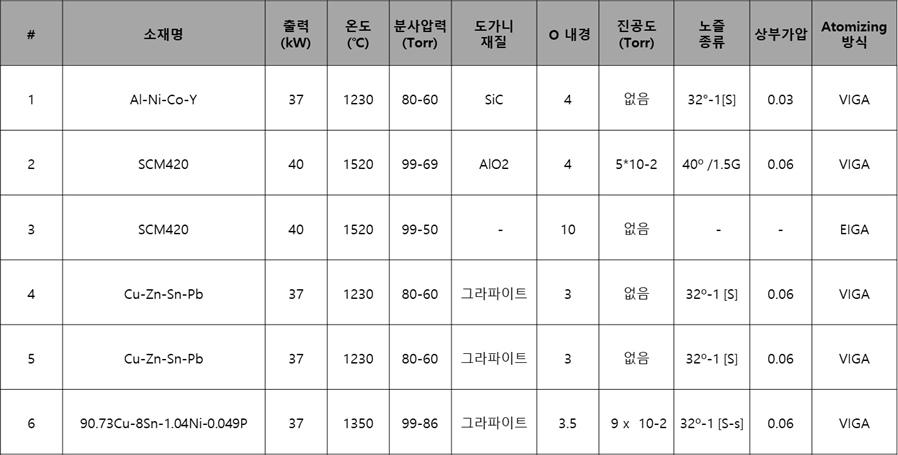 # 소재명 출력 (kW) 온도 (℃) 분사압력 (Torr) 도가니 재질 O 내경 진공도 (Torr) 노즐 종류 상부가압 Atomizing 방식
1 Al-Ni-Co-Y 37 1230 80-60 SiC 4 없음 32°-1[S] 0.03 VIGA
2 SCM420 40 1520 99-69 AlO2 4 5*10-2 40º /1.5G 0.06 VIGA
3 SCM420 40 1520 99-50 - 10 없음 - - EIGA
4 Cu-Zn-Sn-Pb 37 1230 80-60 그라파이트 3 없음 32º-1 [S] 0.06 VIGA
5 Cu-Zn-Sn-Pb 37 1230 80-60 그라파이트 3 없음 32º-1 [S] 0.06 VIGA
6 90.73Cu-8Sn-1.04Ni-0.049P 37 1350 99-86 그라파이트 3.5 9 x 10-2 32º-1 [S-s] 0.06 VIGA